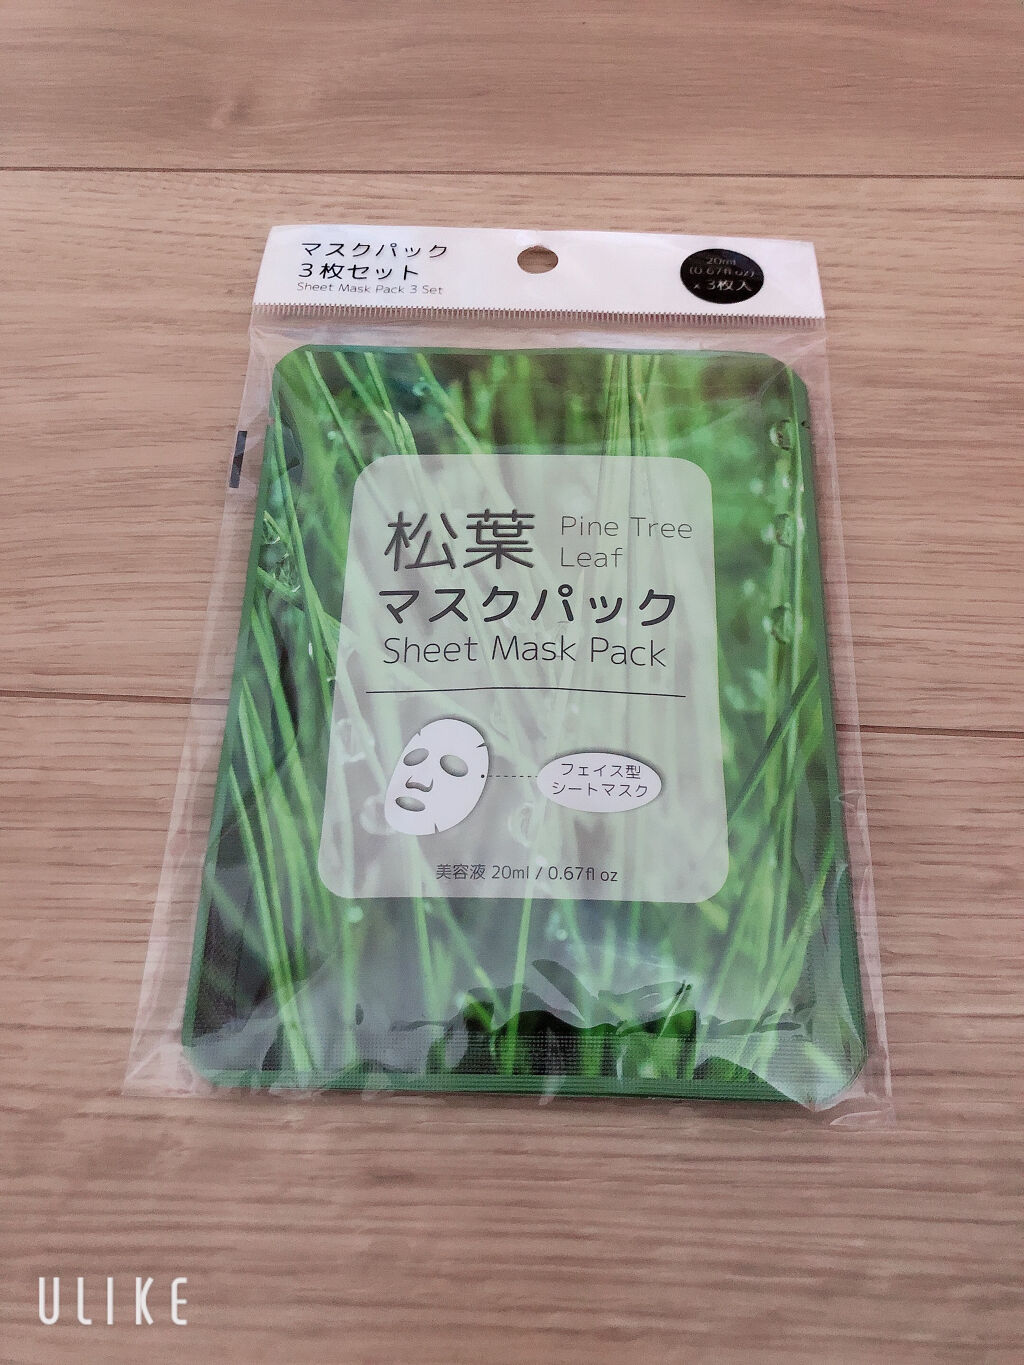 マスクパック
3枚セット
Sheet Mask Pack 3 Set
20ml
(0.67fl oz)
x 3枚入
松葉 Pine Tree
Leaf
マスクパック
Sheet Mask Pack
フェイス型
シートマスク
美容液 20ml / 0.67fl oz
ULIKE